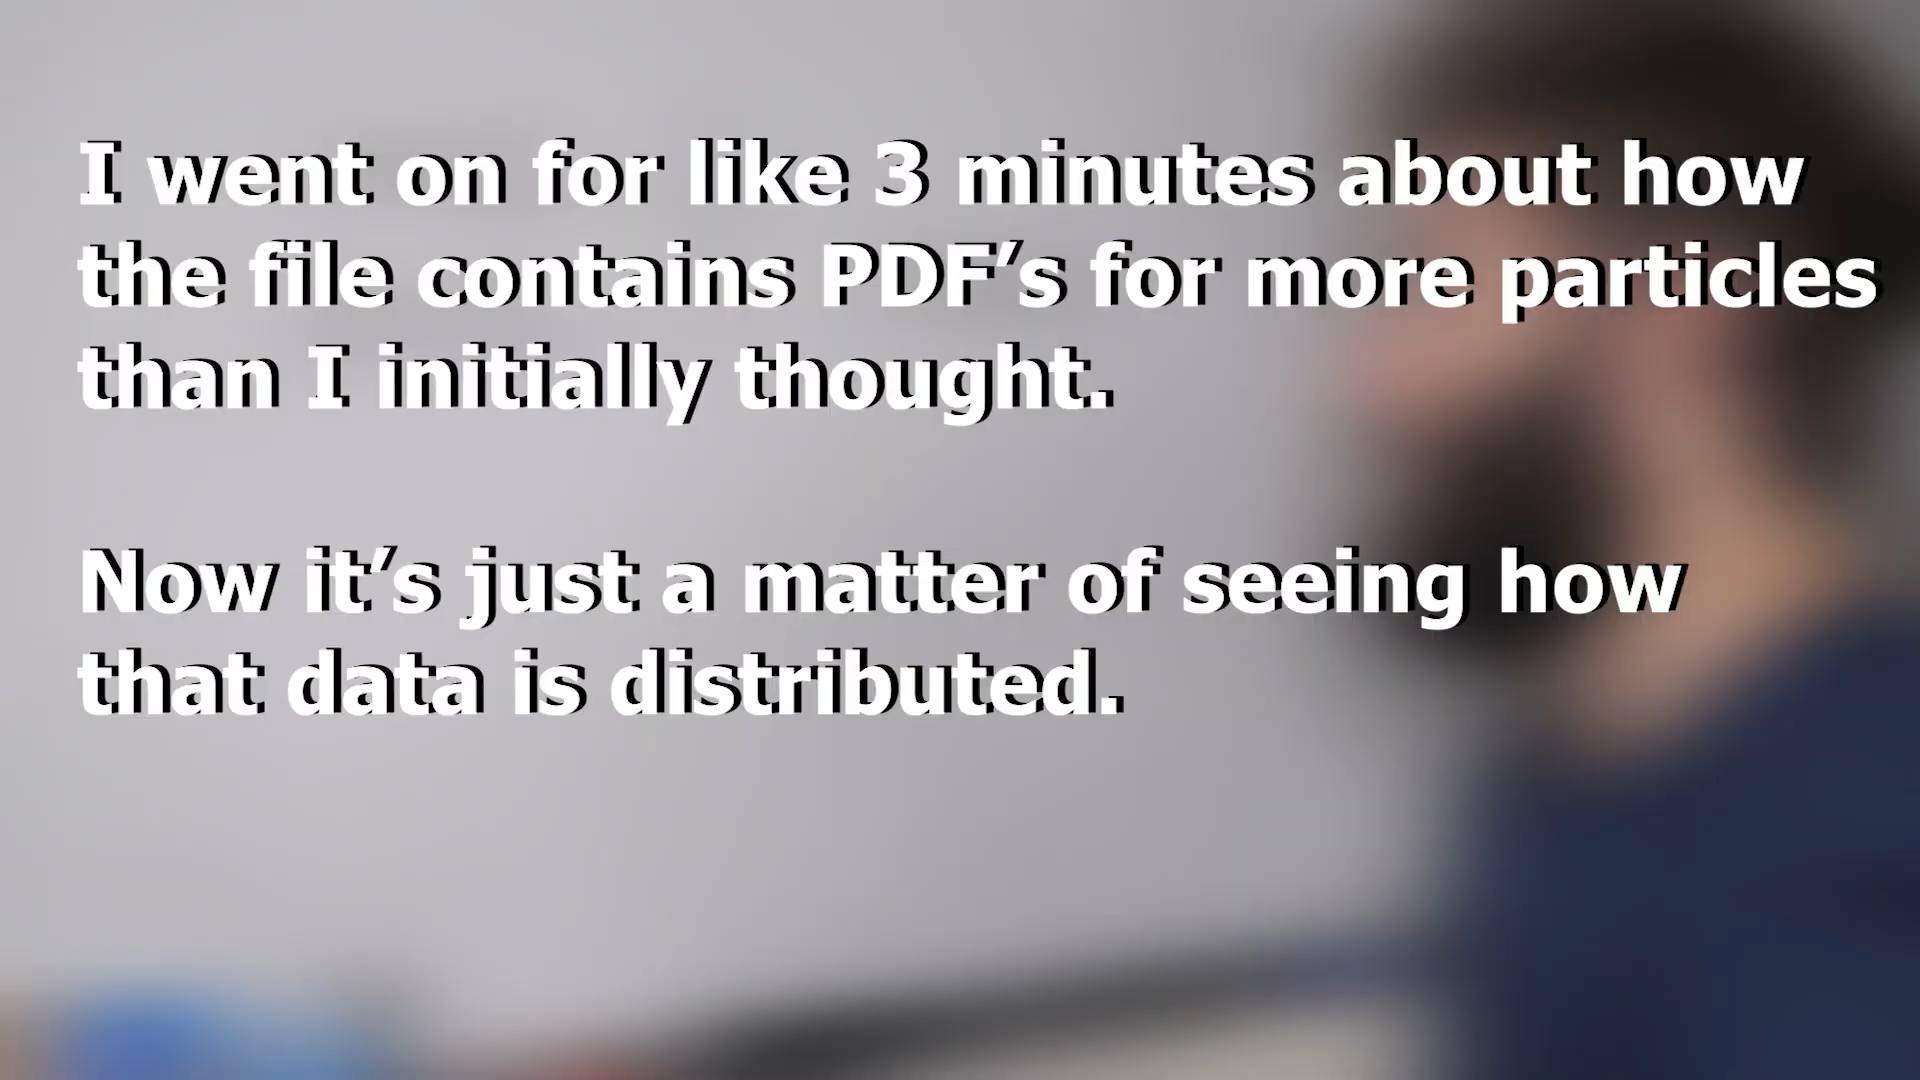 I went on for like 3 minutes about how
the file contains PDF’s for more particles
than I initially thought.
Now it’s just a matter of seeing how
that data is distributed.